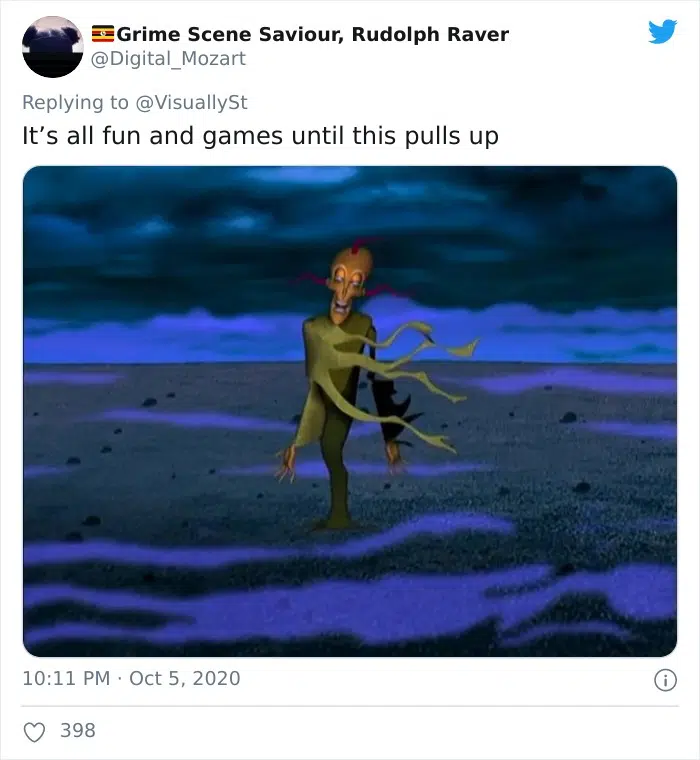 🇺🇬Grime Scene Saviour, Rudolph Raver
@Digital_Mozart
Replying to @VisuallySt
It’s all fun and games until this pulls up
10:11 PM · Oct 5, 2020
398